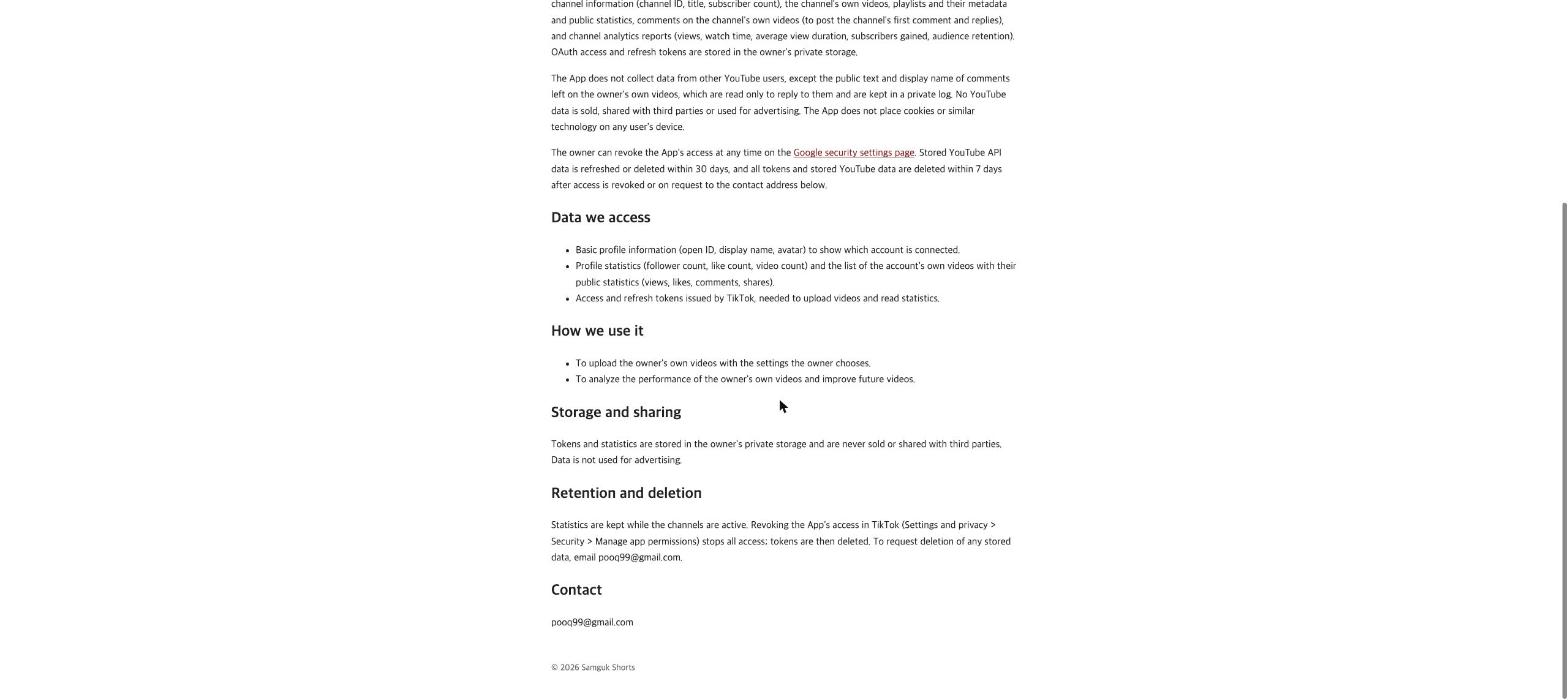 channel information (channel ID, title, subscriber count), the channel's own videos, playlists and their metadata
and public statistics, comments on the channel's own videos (to post the channel's first comment and replies),
and channel analytics reports (views, watch time, average view duration, subscribers gained, audience retention).
OAuth access and refresh tokens are stored in the owner's private storage.
The App does not collect data from other YouTube users, except the public text and display name of comments
left on the owner's own videos, which are read only to reply to them and are kept in a private log. No YouTube
data is sold, shared with third parties or used for advertising. The App does not place cookies or similar
technology on any user's device.
The owner can revoke the App's access at any time on the Google security settings page. Stored YouTube API
data is refreshed or deleted within 30 days, and all tokens and stored YouTube data are deleted within 7 days
after access is revoked or on request to the contact address below.
Data we access
• Basic profile information (open ID, display name, avatar) to show which account is connected.
• Profile statistics (follower count, like count, video count) and the list of the account's own videos with their
public statistics (views, likes, comments, shares).
• Access and refresh tokens issued by TikTok, needed to upload videos and read statistics.
How we use it
• To upload the owner's own videos with the settings the owner chooses.
• To analyze the performance of the owner's own videos and improve future videos.
Storage and sharing
Tokens and statistics are stored in the owner's private storage and are never sold or shared with third parties.
Data is not used for advertising.
Retention and deletion
Statistics are kept while the channels are active. Revoking the App's access in TikTok (Settings and privacy >
Security > Manage app permissions) stops all access; tokens are then deleted. To request deletion of any stored
data, email pooq99@gmail.com.
Contact
pooq99@gmail.com
© 2026 Samguk Shorts